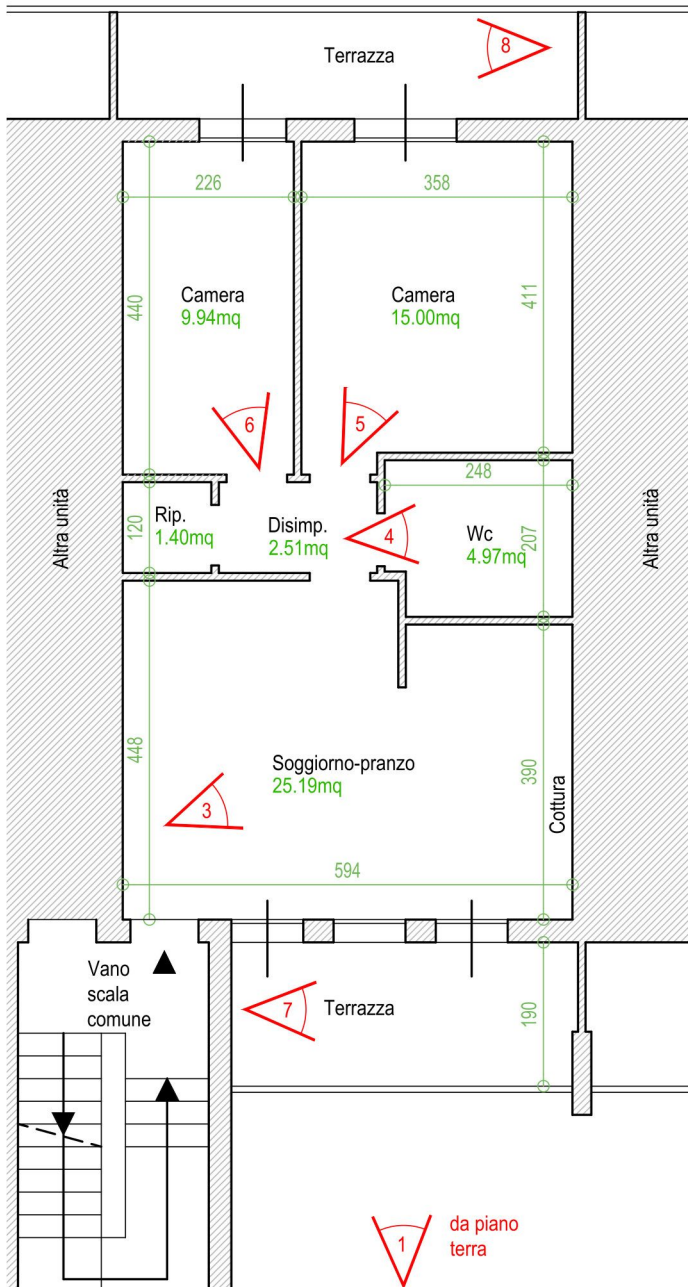 8
Terrazza
226
358
440
411
Camera
9.94mq
Camera
15.00mq
6
5
248
Altra unità
120
Rip.
1.40mq
Disimp.
2.51mq
4
Wc
4.97mq
207
Altra unità
448
Soggiorno-pranzo
25.19mq
390
3
Cottura
594
Vano
scala
comune
7
Terrazza
190
1
da piano
terra